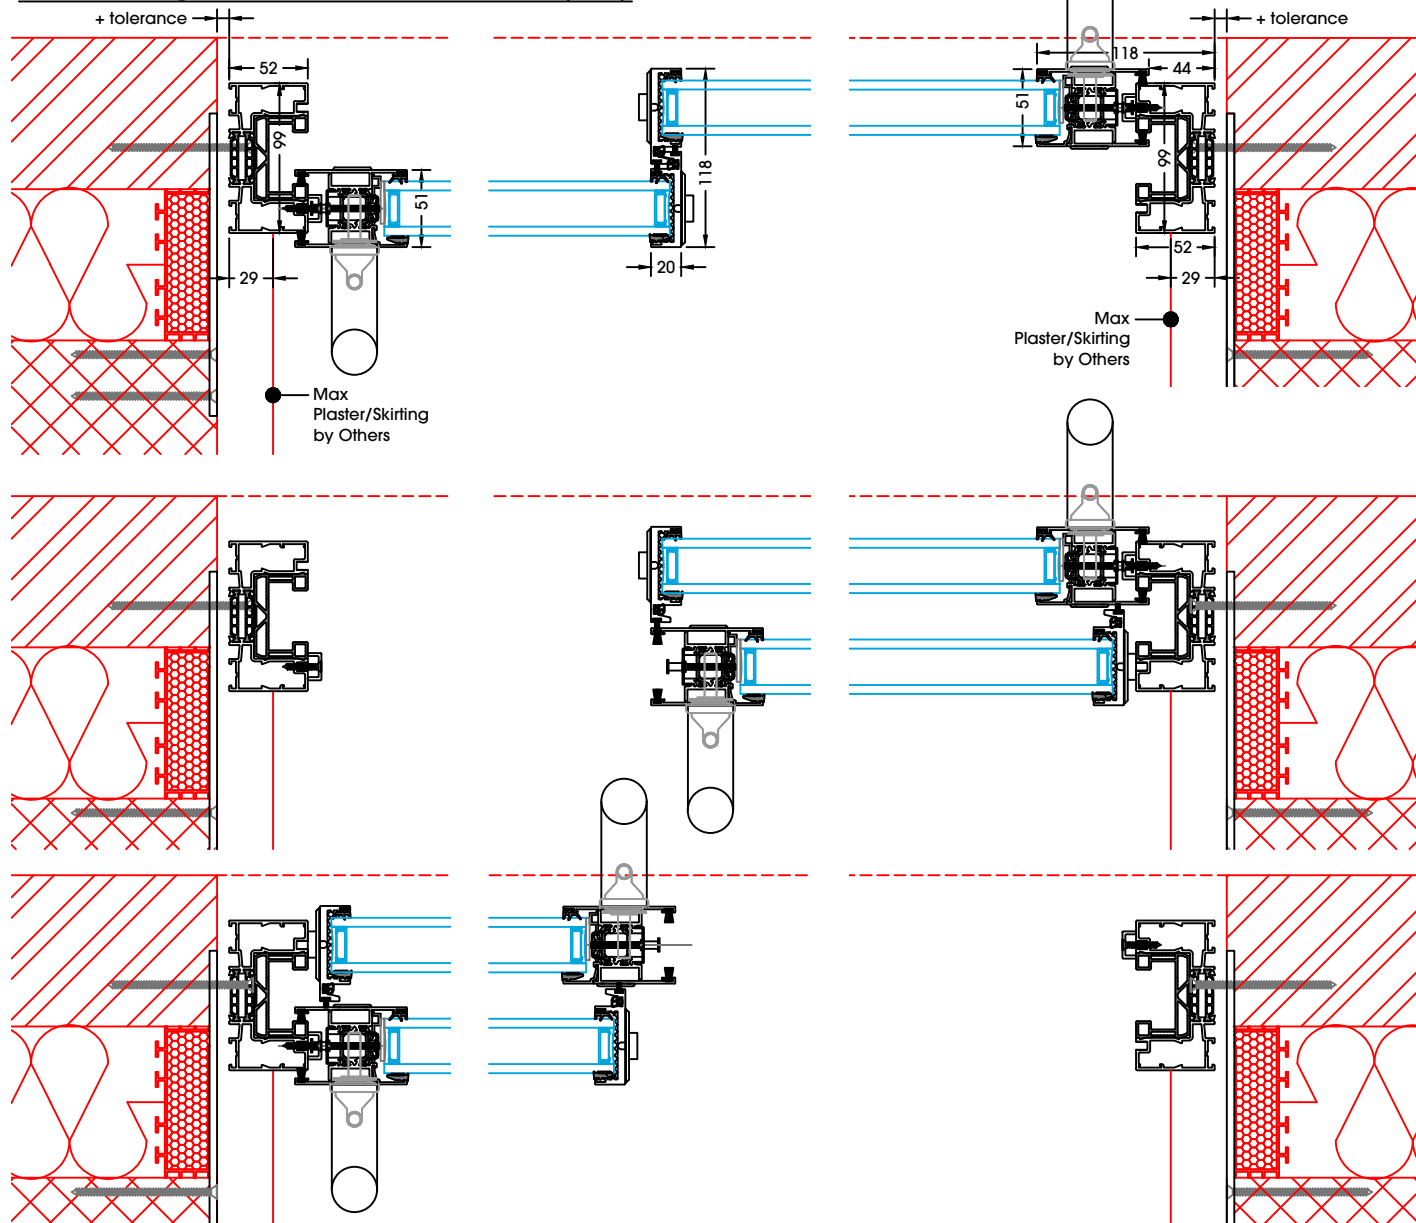 + tolerance
+ tolerance
52
118
44
99
51
118
51
99
20
29
52
29
Max
Plaster/Skirting
by Others
Max
Plaster/Skirting
by Others